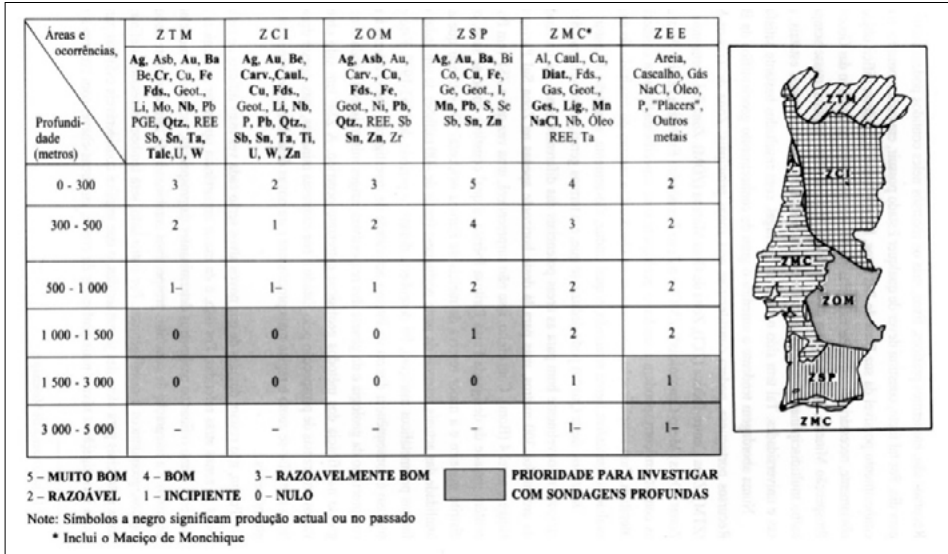 Áreas e
ocorrências,
Profundi-
dade
(metros)
Z T M
Ag, Asb, Au, Ba
Be,Cr, Cu, Fe
Fds., Geot.,
Li, Mo, Nb, Pb
PGE, Qtz., REE
Sb, Sn, Ta,
Talc,U, W
Z C I
Ag, Au, Be,
Carv.,Caul.,
Cu, Fds.,
Geot., Li, Nb,
P, Pb, Qtz.,
Sb, Sn, Ta, Ti,
U, W, Zn
Z O M
Ag, Asb, Au,
Carv., Cu,
Fds., Fe,
Geot., Ni, Pb,
Qtz., REE, Sb
Sn, Zn, Zr
Z S P
Ag, Au, Ba, Bi
Co, Cu, Fe,
Ge, Geot., I,
Mn, Pb, S, Se
Sb, Sn, Zn
Z M C*
Al, Caul., Cu,
Diat., Fds.,
Gas, Geot.,
Ges., Lig., Mn
NaCl, Nb, Óleo
REE, Ta
Z E E
Areia,
Cascalho, Gás
NaCl, Óleo,
P, "Placers",
Outros
metais
0 - 300 3 2 3 5 4 2
300 - 500 2 1 2 4 3 2
500 - 1 000 1– 1– 1 2 2 2
1 000 - 1 500 0 0 0 1 2 2
1 500 - 3 000 0 0 0 0 1 1
3 000 - 5 000 – – – – 1– 1–
5 – MUITO BOM 4 – BOM 3 – RAZOAVELMENTE BOM
2 – RAZOÁVEL 1 – INCIPIENTE 0 – NULO
PRIORIDADE PARA INVESTIGAR
COM SONDAGENS PROFUNDAS
Note: Símbolos a negro significam produção actual ou no passado
* Inclui o Maciço de Monchique
ZTM
ZCI
ZMC
ZOM
ZSP
ZMC